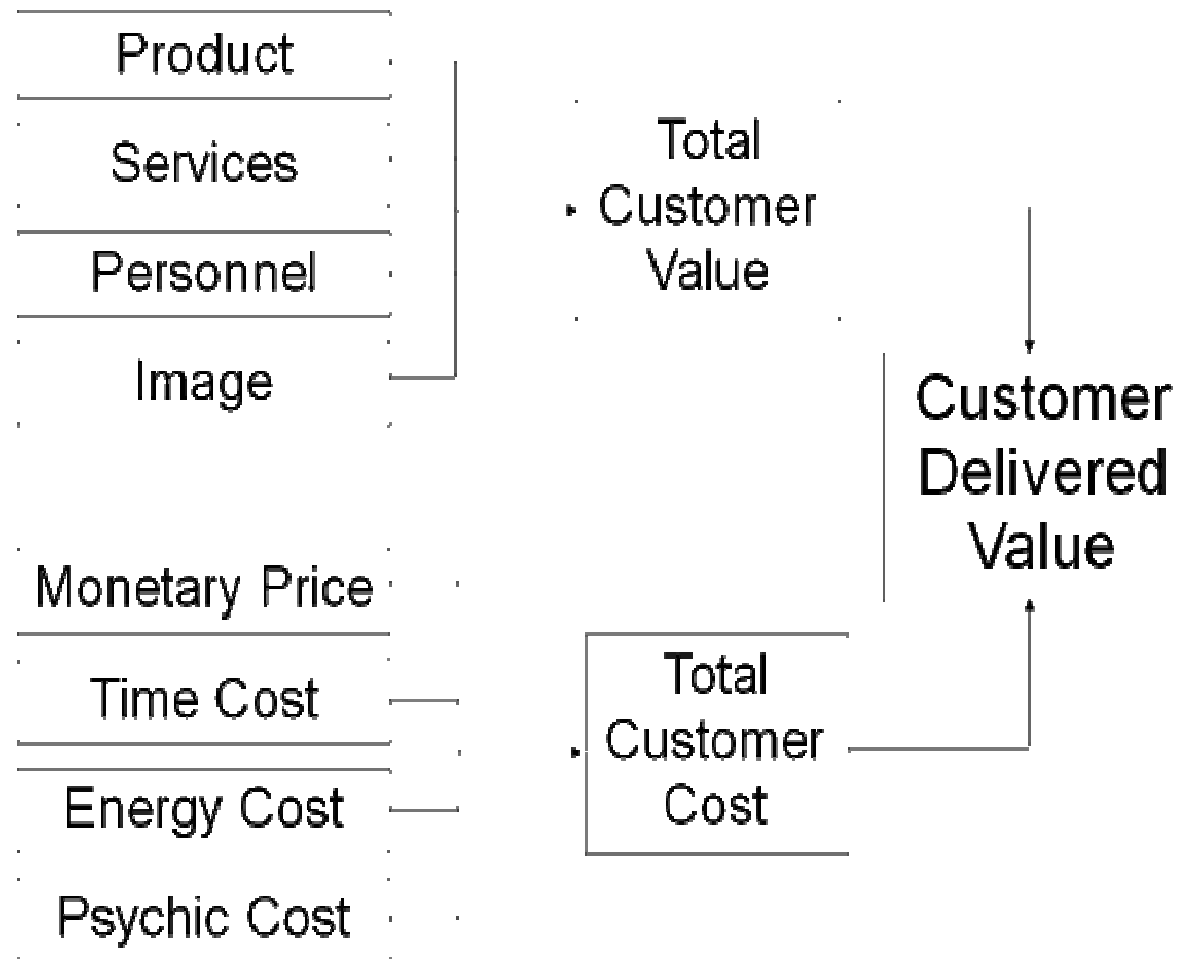 Product
Services
Personnel
Image
Total
Customer
Value
Customer
Delivered
Value
Monetary Price
Time Cost
Energy Cost
Psychic Cost
Total
Customer
Cost